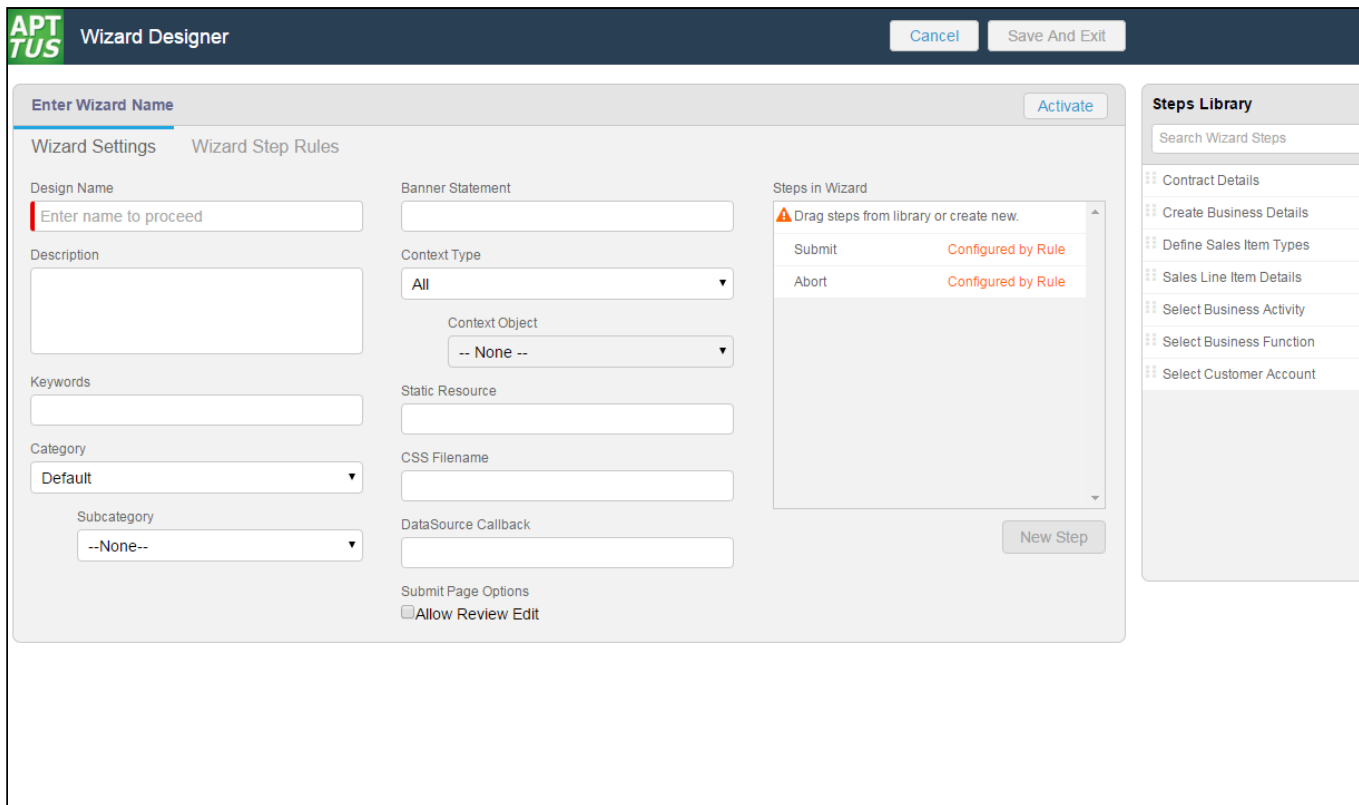 APT
TUS
Wizard Designer
Cancel
Save And Exit
Enter Wizard Name
Activate
Wizard Settings
Wizard Step Rules
Design Name
Enter name to proceed
Description
Keywords
Category
Default
Subcategory
--None--
Banner Statement
Context Type
All
Context Object
-- None --
Static Resource
CSS Filename
DataSource Callback
Submit Page Options
Allow Review Edit
Steps in Wizard
Drag steps from library or create new.
Submit Configured by Rule
Abort Configured by Rule
New Step
Steps Library
Search Wizard Steps
Contract Details
Create Business Details
Define Sales Item Types
Sales Line Item Details
Select Business Activity
Select Business Function
Select Customer Account